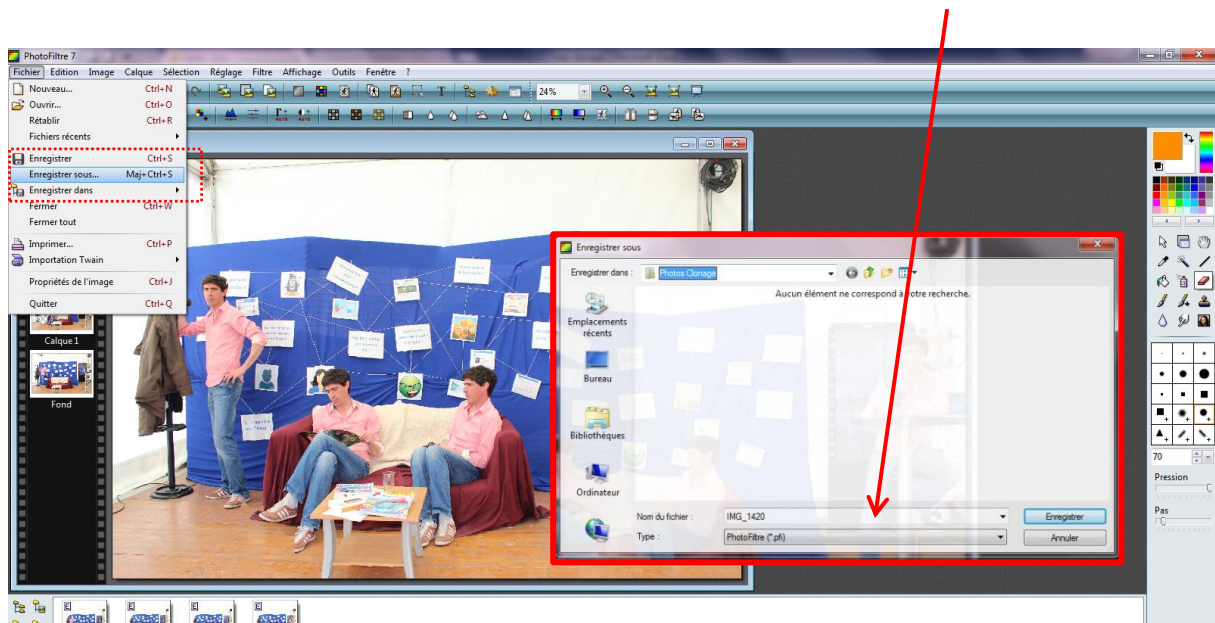 PhotoFiltre 7
Fichier Edition Image Calque Sélection Réglage Filtre Affichage Outils Fenêtre ?
Nouveau... Ctrl+N
Ouvrir... Ctrl+O
Rétablir Ctrl+R
Fichiers récents
Enregistrer Ctrl+S
Enregistrer sous... Maj+Ctrl+S
Enregistrer dans
Fermer Ctrl+W
Fermer tout
Imprimer... Ctrl+P
Importation Twain
Propriétés de l'image Ctrl+J
Quitter Ctrl+Q
24%
Calque 1
Fond
Enregistrer sous
Enregistrer dans : Photos Clonage
Aucun élément ne correspond à votre recherche.
Emplacements
récents
Bureau
Bibliothèques
Ordinateur
Nom du fichier : IMG_1420 Enregistrer
Type : PhotoFiltre (*.pfi) Annuler
70
Pression
Pas
E E E E